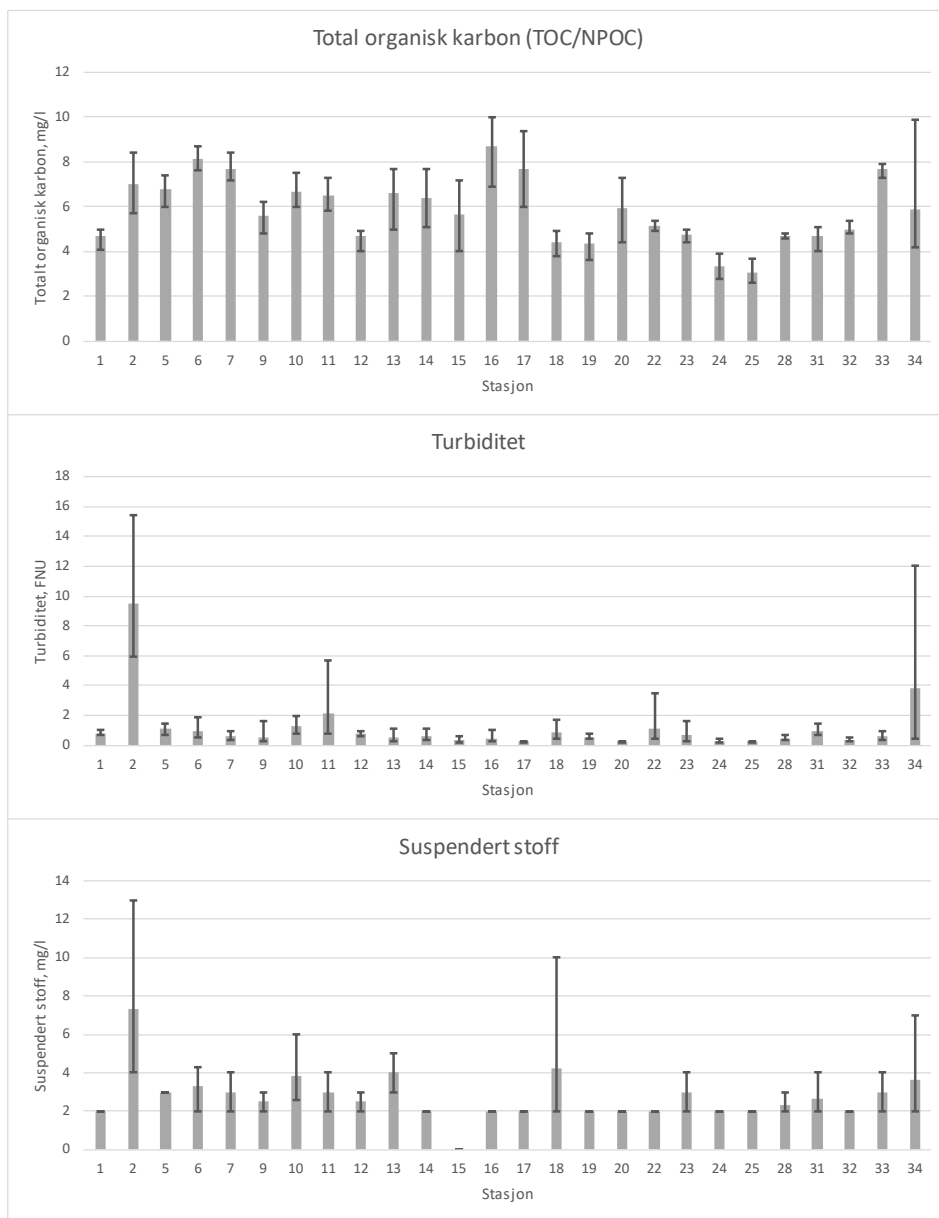 Total organisk karbon (TOC/NPOC)
Totalt organisk karbon, mg/l
12
10
8
6
4
2
0
1 2 5 6 7 9 10 11 12 13 14 15 16 17 18 19 20 22 23 24 25 28 31 32 33 34
Stasjon
Turbiditet
Turbiditet, FNU
18
16
14
12
10
8
6
4
2
0
1 2 5 6 7 9 10 11 12 13 14 15 16 17 18 19 20 22 23 24 25 28 31 32 33 34
Stasjon
Suspendert stoff
Suspendert stoff, mg/l
14
12
10
8
6
4
2
0
1 2 5 6 7 9 10 11 12 13 14 15 16 17 18 19 20 22 23 24 25 28 31 32 33 34
Stasjon